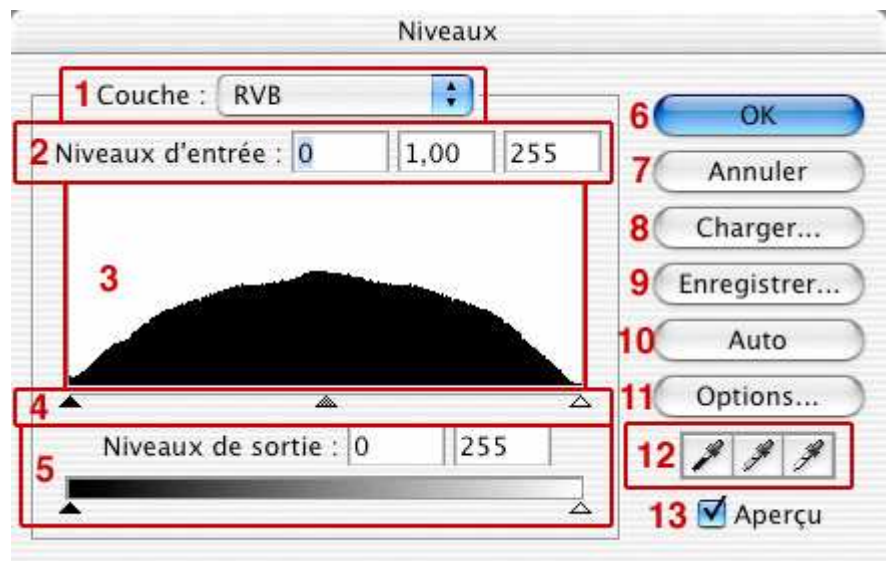 Niveaux
1 Couche : RVB
2 Niveaux d'entrée : 0 1,00 255
3
4
5 Niveaux de sortie : 0 255
6 OK
7 Annuler
8 Charger...
9 Enregistrer...
10 Auto
11 Options...
12
13 Aperçu